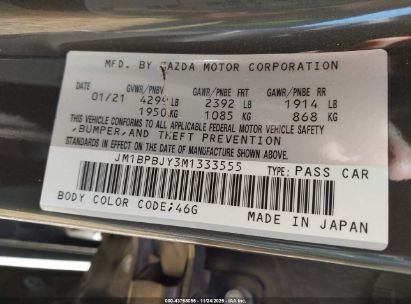 MFD. BY MAZDA MOTOR CORPORATION
DATE GVWR/PNBV GAWR/PNBE FRT GAWR/PNBE RR
01/21 4299 LB 2392 LB 1914 LB
1950 KG 1085 KG 868 KG
THIS VEHICLE CONFORMS TO ALL APPLICABLE FEDERAL MOTOR VEHICLE SAFETY
,BUMPER, AND THEFT PREVENTION
STANDARDS IN EFFECT ON THE DATE OF MANUFACTURE SHOWN ABOVE.
JM1BPBJY3M1333555 TYPE: PASS CAR
BODY COLOR CODE;46G MADE IN JAPAN